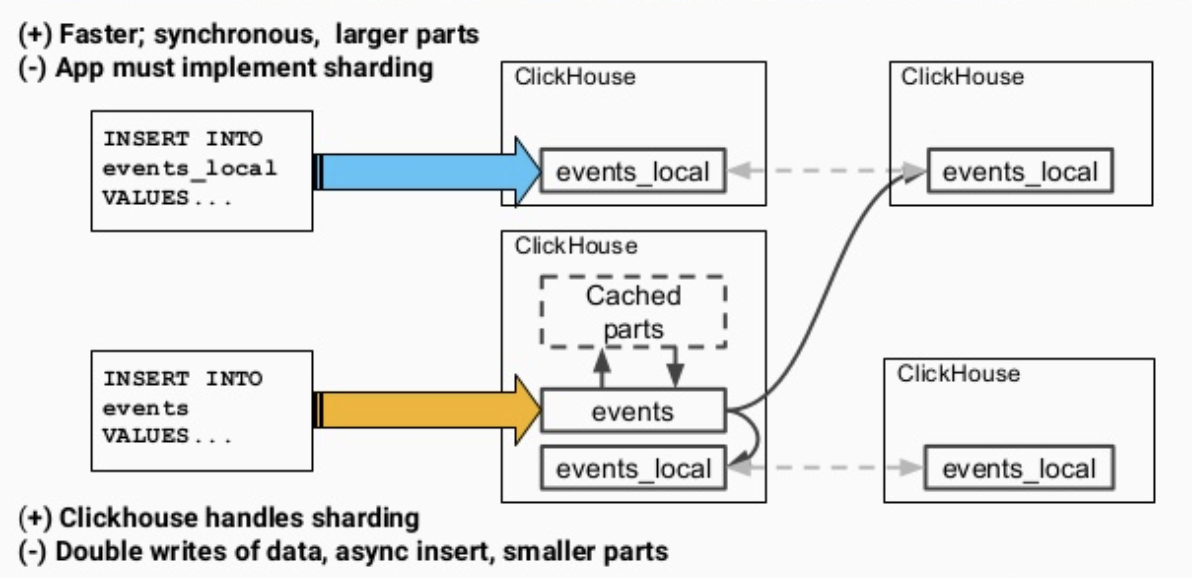 (+) Faster; synchronous, larger parts
(-) App must implement sharding
INSERT INTO
events_local
VALUES...
ClickHouse
events_local
ClickHouse
events_local
ClickHouse
Cached
parts
INSERT INTO
events
VALUES...
events
events_local
ClickHouse
events_local
(+) Clickhouse handles sharding
(-) Double writes of data, async insert, smaller parts